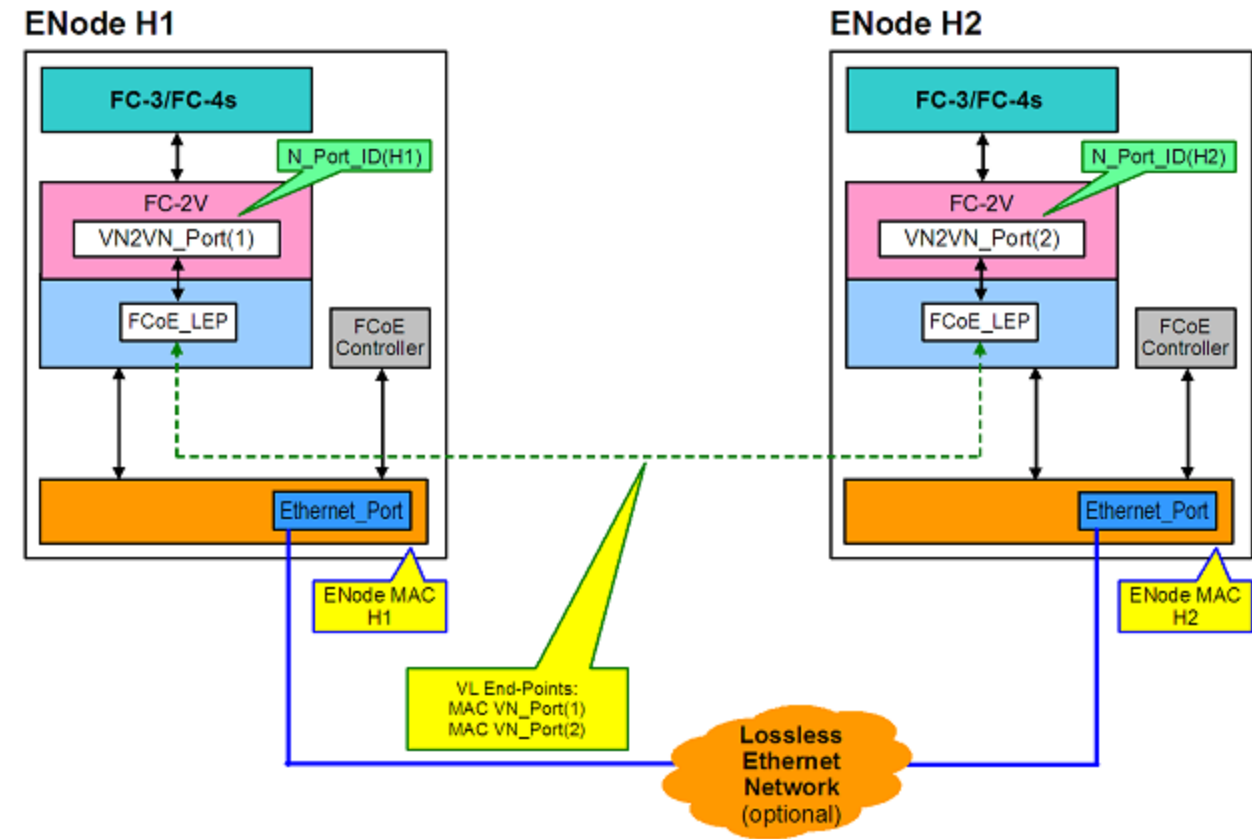 ENode H1
ENode H2
FC-3/FC-4s
FC-3/FC-4s
N_Port_ID(H1)
N_Port_ID(H2)
FC-2V
FC-2V
VN2VN_Port(1)
VN2VN_Port(2)
FCoE_LEP
FCoE
Controller
FCoE_LEP
FCoE
Controller
Ethernet_Port
Ethernet_Port
ENode MAC
H1
ENode MAC
H2
VL End-Points:
MAC VN_Port(1)
MAC VN_Port(2)
Lossless
Ethernet
Network
(optional)